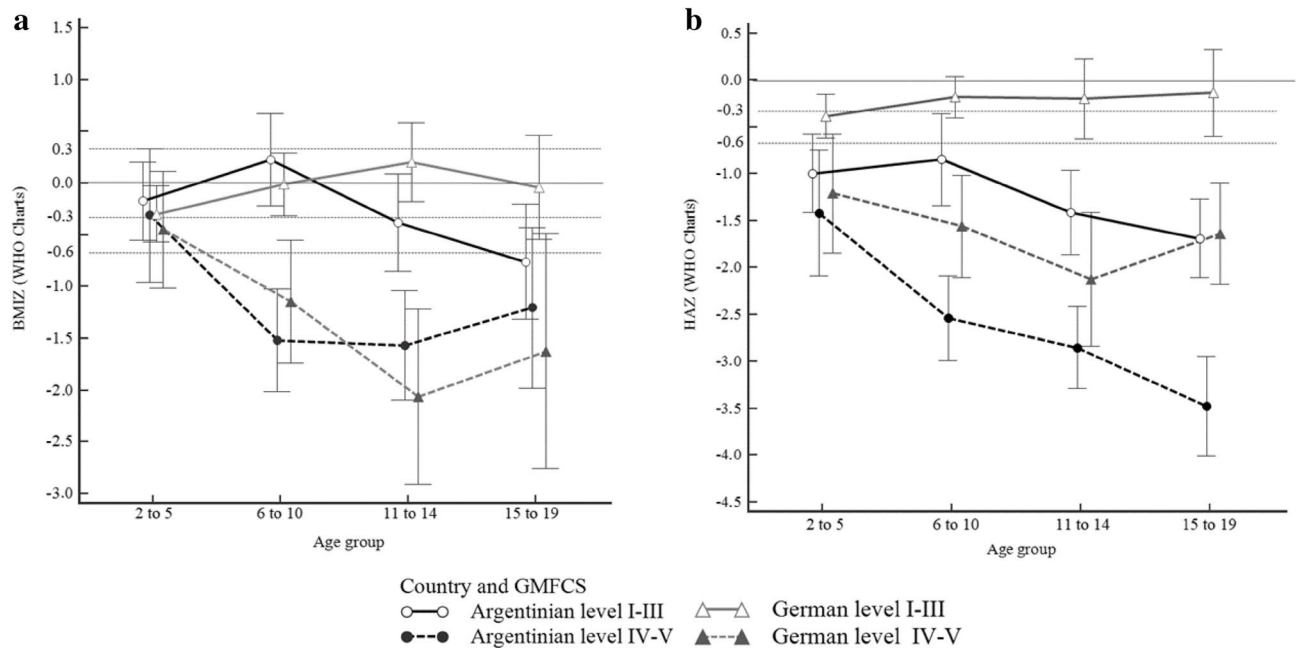 a
1.5
1.0
0.3
0.0
-0.3
-0.6
-1.0
-1.5
-2.0
-2.5
-3.0
BMIZ (WHO Charts)
2 to 5 6 to 10 11 to 14 15 to 19
Age group
b
0.5
0.0
-0.3
-0.6
-1.0
-1.5
-2.0
-2.5
-3.0
-3.5
-4.0
-4.5
HAZ (WHO Charts)
2 to 5 6 to 10 11 to 14 15 to 19
Age group
Country and GMFCS
Argentinian level I-III German level I-III
Argentinian level IV-V German level IV-V